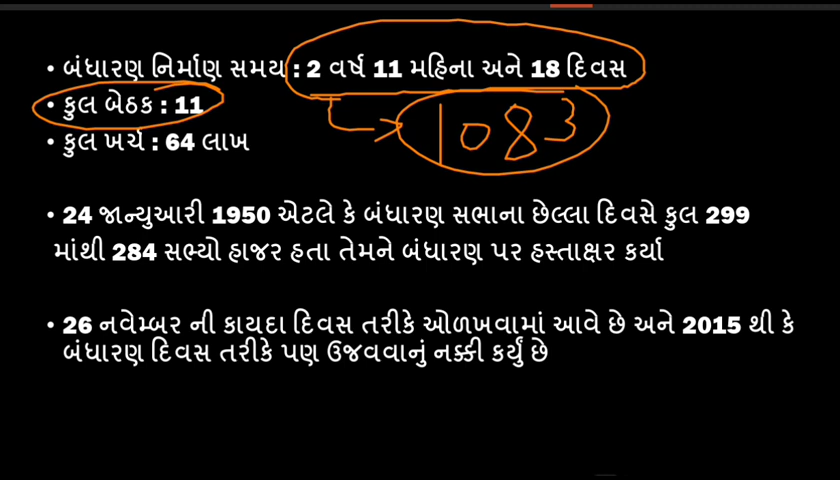 • બંધારણ નિર્માણ સમય : 2 વર્ષ 11 મહિના અને 18 દિવસ
• કુલ બેઠક : 11
1083
• કુલ ખર્ચ : 64 લાખ
• 24 જાન્યુઆરી 1950 એટલે કે બંધારણ સભાના છેલ્લા દિવસે કુલ 299
માંથી 284 સભ્યો હાજર હતા તેમને બંધારણ પર હસ્તાક્ષર કર્યા
• 26 નવેમ્બર ની કાયદા દિવસ તરીકે ઓળખવામાં આવે છે અને 2015 થી કે
બંધારણ દિવસ તરીકે પણ ઉજવવાનું નક્કી કર્યું છે